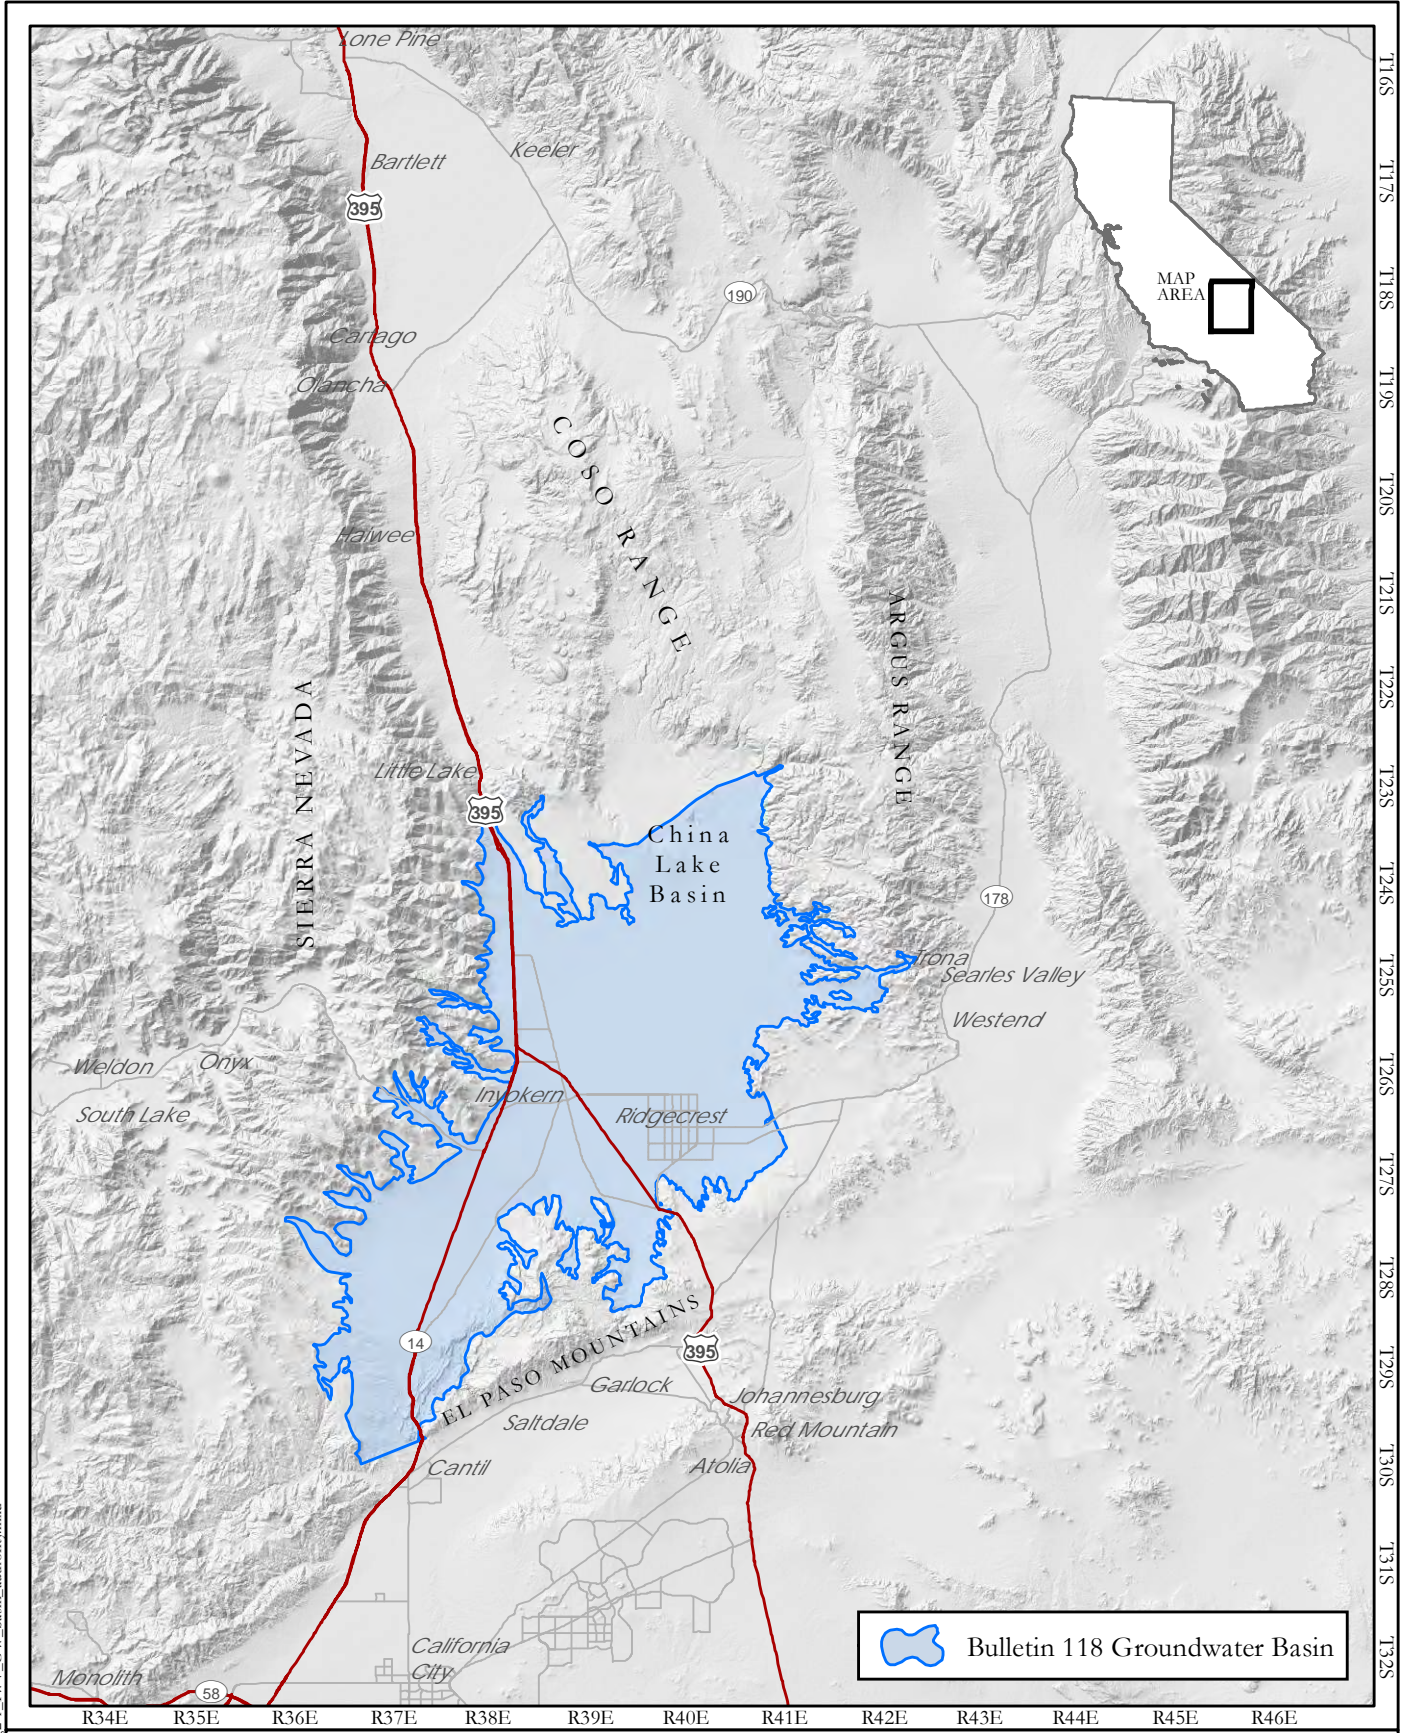 Lone Pine
T16S
Bartlett
Keeler
T17S
395
MAP
AREA
T18S
190
Cartago
Olancha
T19S
COSO RANGE
T20S
Haiwee
T21S
ARGUS RANGE
T22S
SIERRA NEVADA
Little Lake
T23S
395
China
Lake
Basin
T24S
178
Trona
Searles Valley
T25S
Westend
Weldon
Onyx
T26S
South Lake
Inyokern
Ridgecrest
T27S
T28S
14
EL PASO MOUNTAINS
395
T29S
Garlock
Johannesburg
Saltdale
Red Mountain
Cantil
Atolia
T30S
T31S
California
City
Bulletin 118 Groundwater Basin
T32S
Monolith
58
R34E R35E R36E R37E R38E R39E R40E R41E R42E R43E R44E R45E R46E